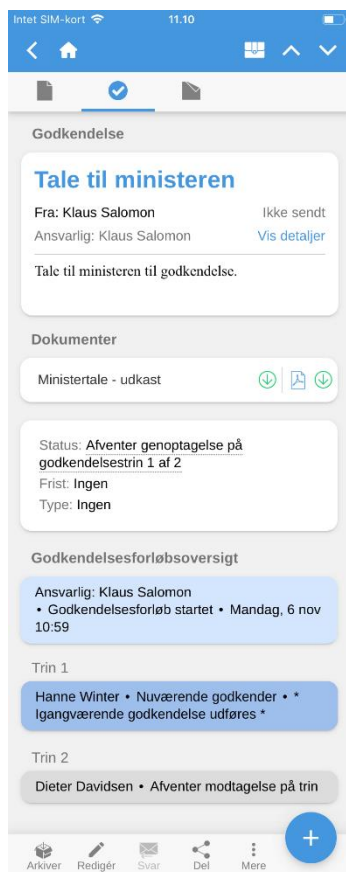 Intet SIM-kort 11.10
Godkendelse
Tale til ministeren
Fra: Klaus Salomon Ikke sendt
Ansvarlig: Klaus Salomon Vis detaljer
Tale til ministeren til godkendelse.
Dokumenter
Ministertale - udkast
Status: Afventer genoptagelse på
godkendelsestrin 1 af 2
Frist: Ingen
Type: Ingen
Godkendelsesforløbsoversigt
Ansvarlig: Klaus Salomon
• Godkendelsesforløb startet • Mandag, 6 nov
10:59
Trin 1
Hanne Winter • Nuværende godkender • *
Igangværende godkendelse udføres *
Trin 2
Dieter Davidsen • Afventer modtagelse på trin
Arkiver Redigér Svar Del Mere